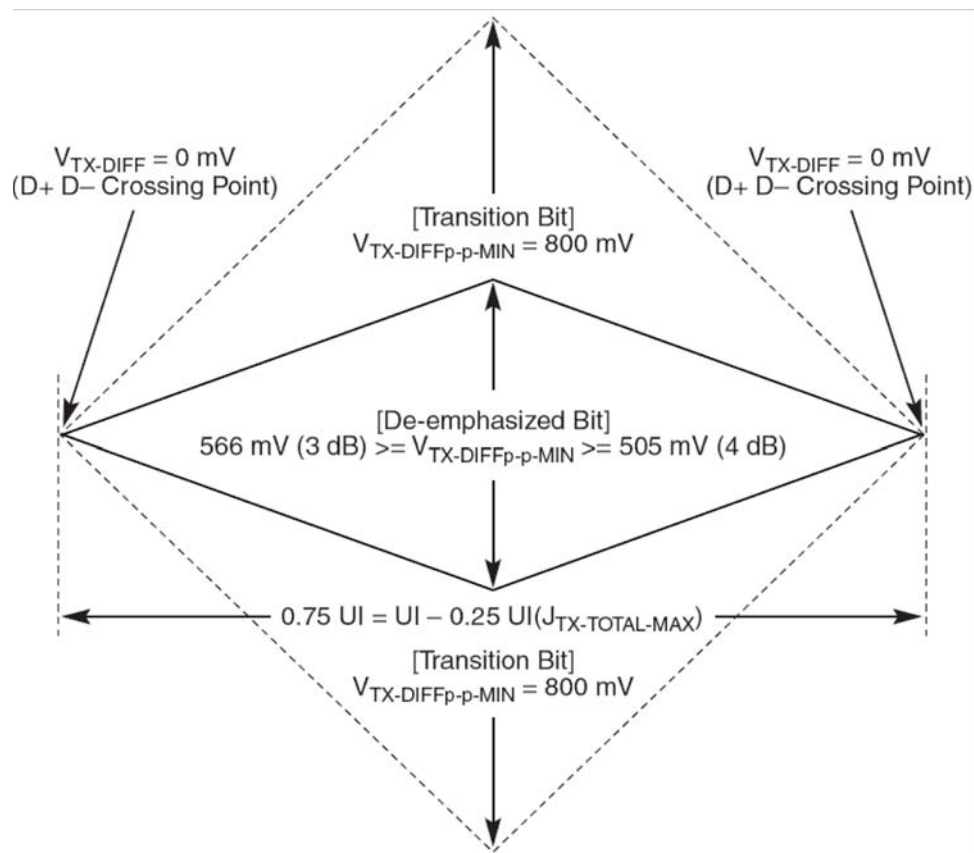 V_TX-DIFF = 0 mV
(D+ D– Crossing Point)
V_TX-DIFF = 0 mV
(D+ D– Crossing Point)
[Transition Bit]
V_TX-DIFFp-p-MIN = 800 mV
[De-emphasized Bit]
566 mV (3 dB) >= V_TX-DIFFp-p-MIN >= 505 mV (4 dB)
0.75 UI = UI – 0.25 UI(J_TX-TOTAL-MAX)
[Transition Bit]
V_TX-DIFFp-p-MIN = 800 mV